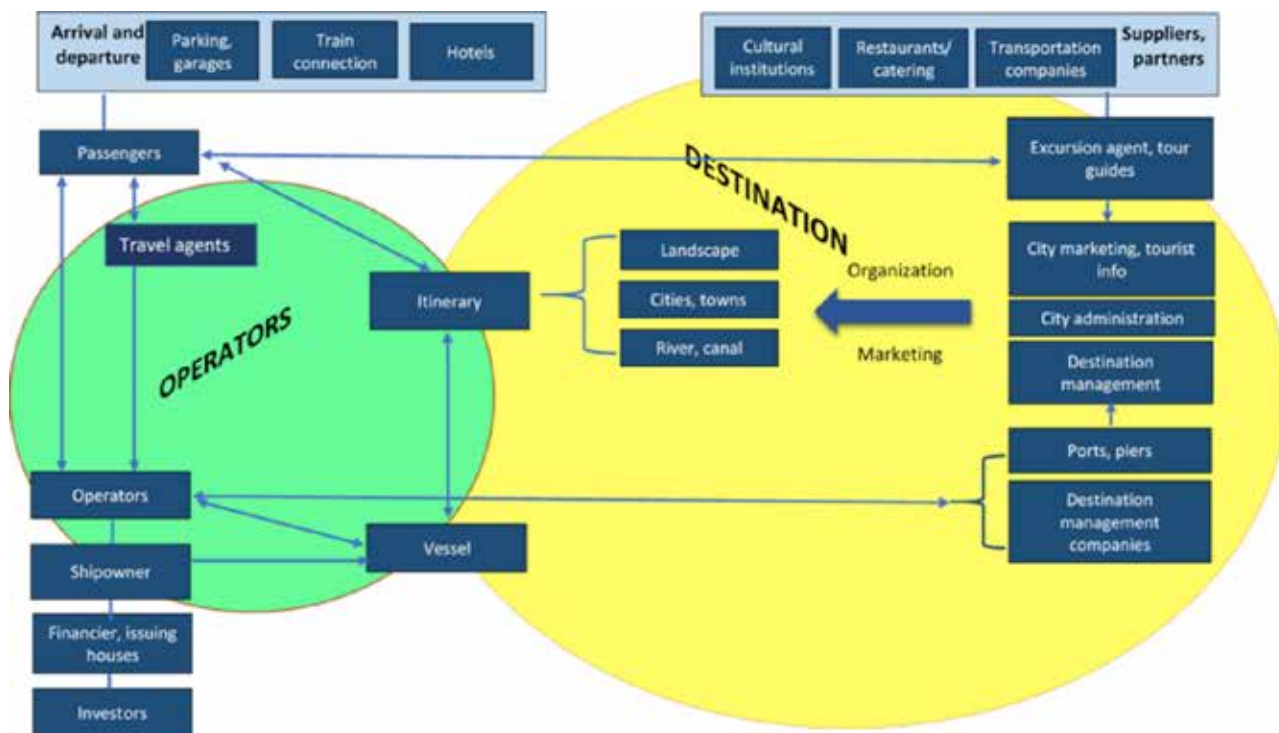 Arrival and
departure
Parking,
garages
Train
connection
Hotels
Cultural
institutions
Restaurants/
catering
Transportation
companies
Suppliers,
partners
Passengers
Excursion agent, tour
guides
DESTINATION
Travel agents
Landscape
City marketing, tourist
info
Organization
Itinerary
Cities, towns
City administration
OPERATORS
River, canal
Marketing
Destination
management
Ports, piers
Operators
Destination
management
companies
Vessel
Shipowner
Financier, issuing
houses
Investors